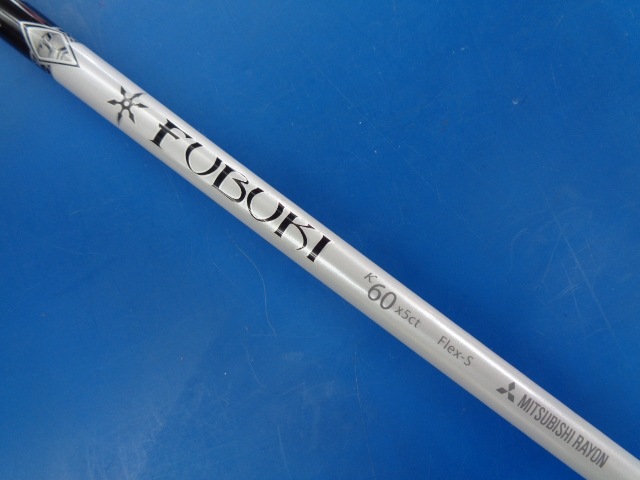 FUBUKI
K 60 x5ct Flex-S
MITSUBISHI RAYON